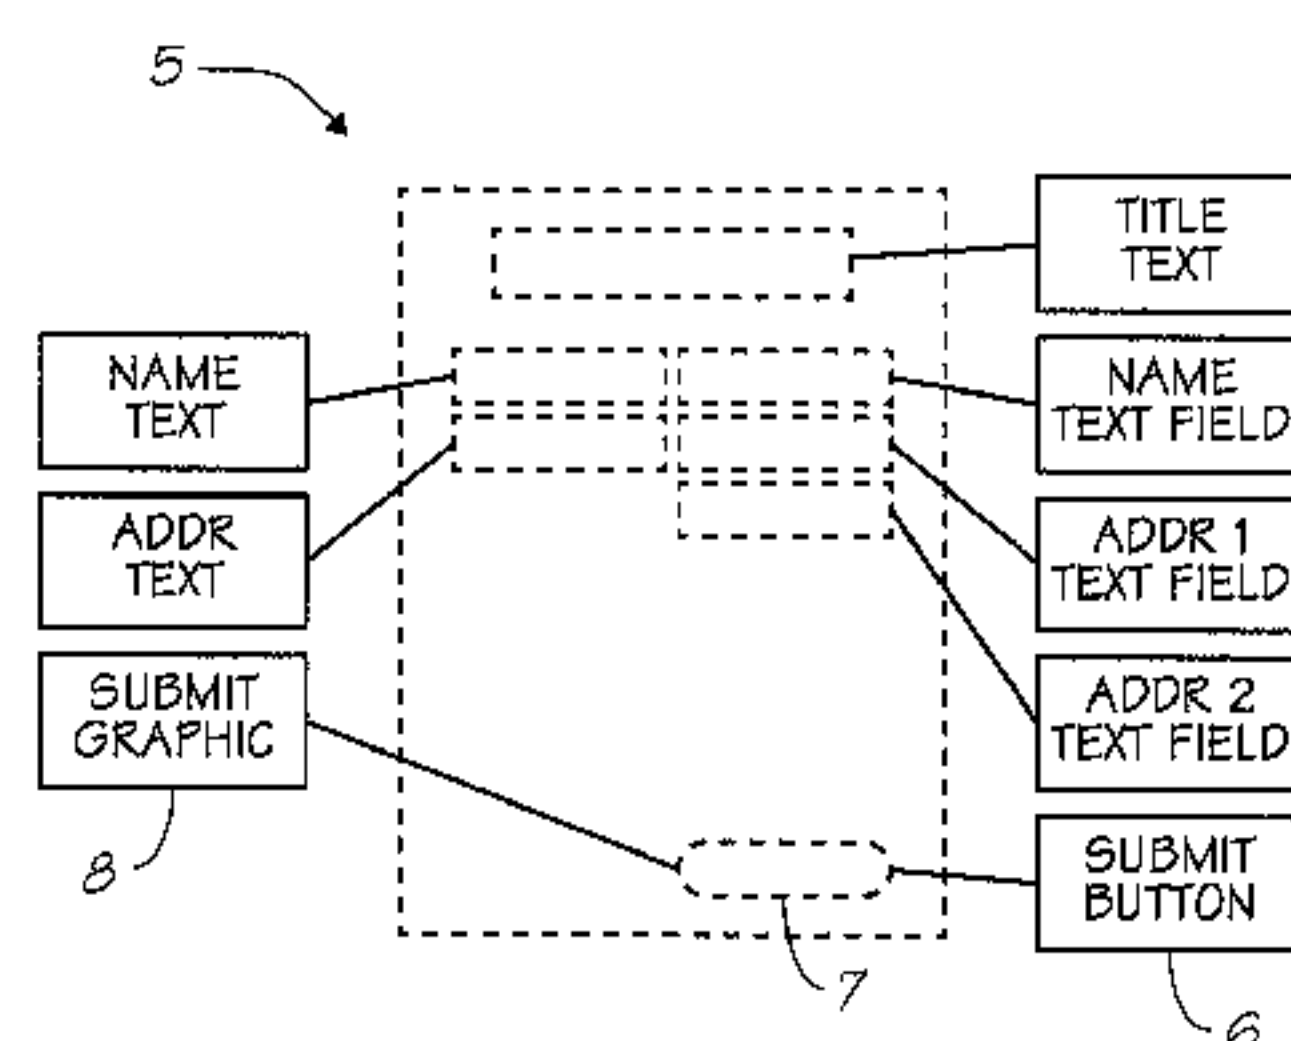 5
TITLE
TEXT
NAME
TEXT
NAME
TEXT FIELD
ADDR
TEXT
ADDR 1
TEXT FIELD
SUBMIT
GRAPHIC
ADDR 2
TEXT FIELD
8
SUBMIT
BUTTON
7
6